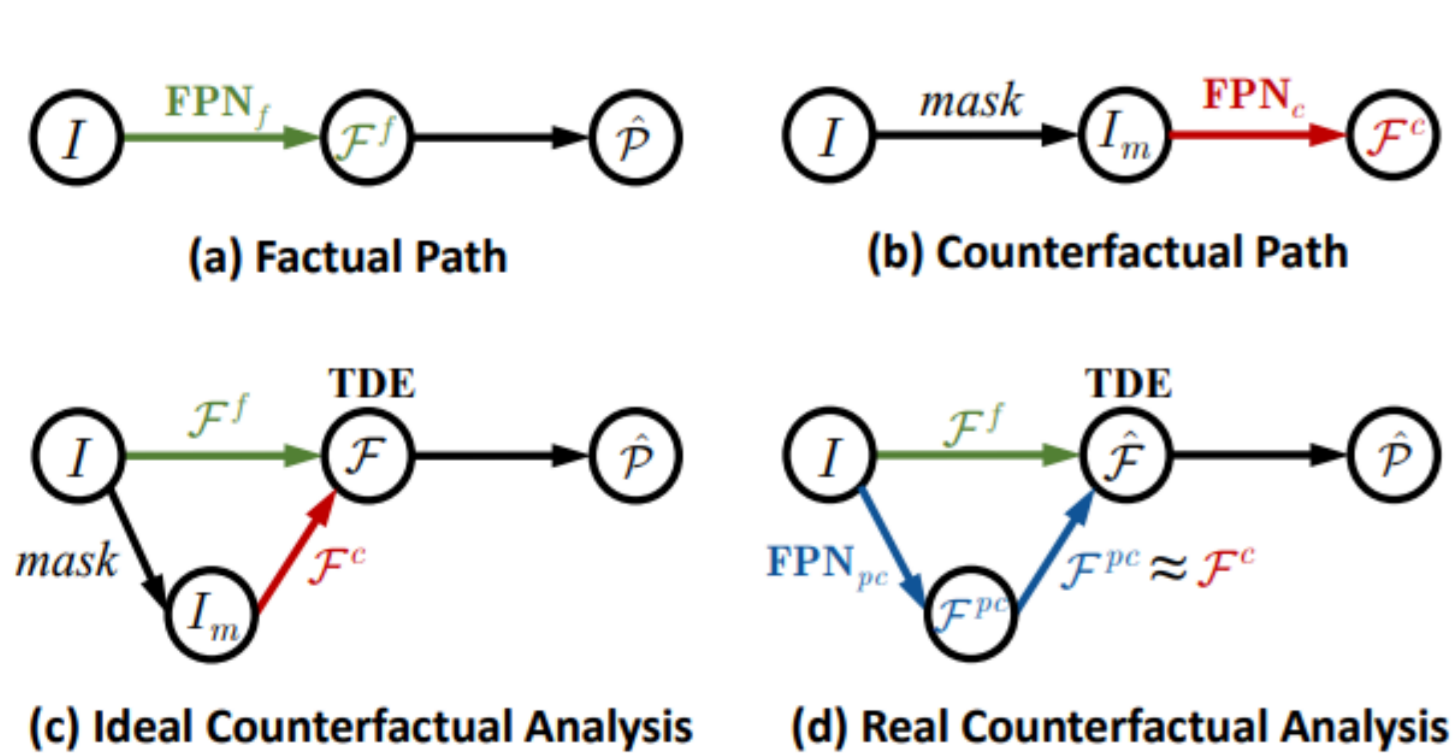 FPN_f
I
𝓕^f
𝒫̂
(a) Factual Path
mask
FPN_c
I
I_m
𝓕^c
(b) Counterfactual Path
TDE
𝓕^f
I
𝓕
𝒫̂
mask
𝓕^c
I_m
(c) Ideal Counterfactual Analysis
TDE
𝓕^f
I
𝓕̂
𝒫̂
FPN_pc
𝓕^pc ≈ 𝓕^c
𝓕^pc
(d) Real Counterfactual Analysis